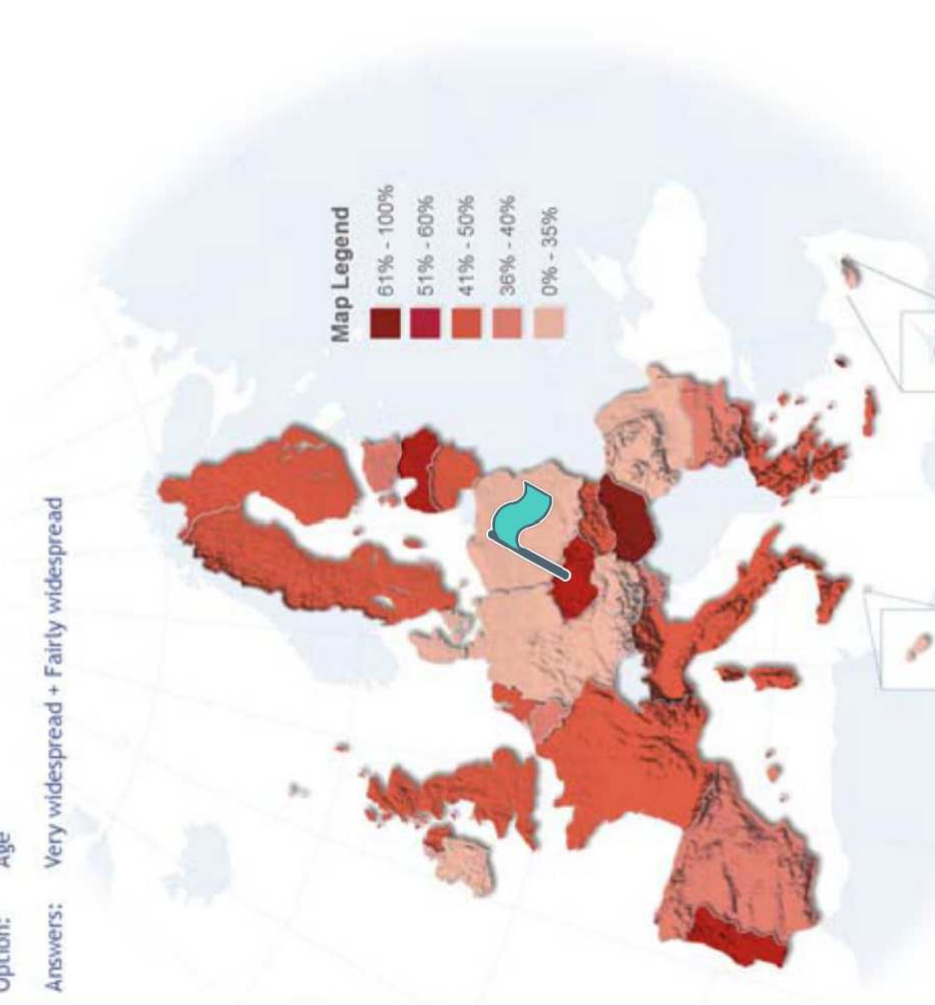 Option: Age
Answers: Very widespread + Fairly widespread
Map Legend
61% - 100%
51% - 60%
41% - 50%
36% - 40%
0% - 35%